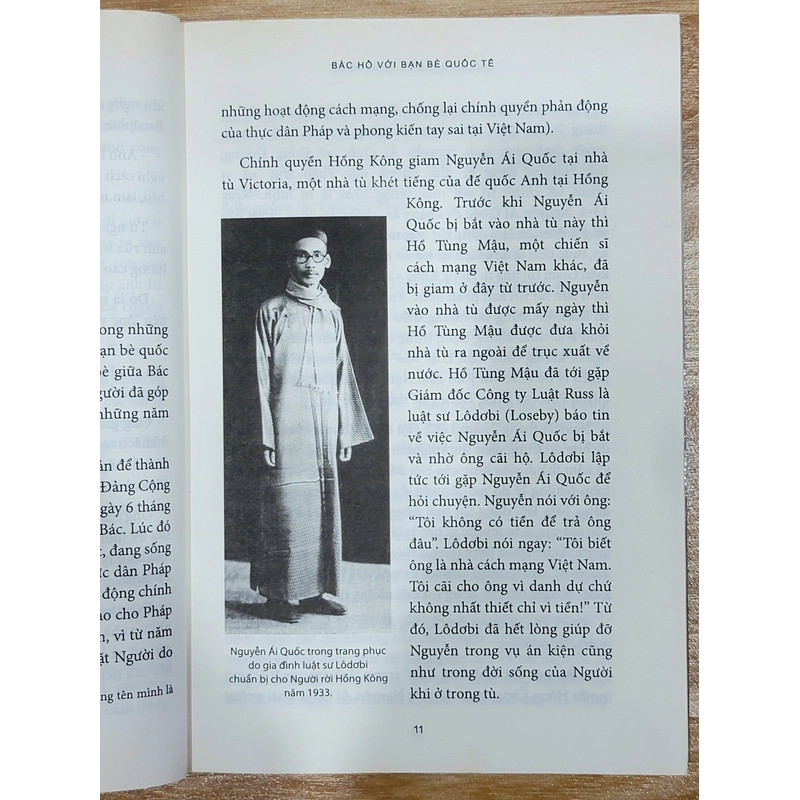 ong những
ạn bè quốc
bè giữa Bác
gười đã góp
những năm
ản để thành
Đảng Cộng
gày 6 tháng
Bác. Lúc đó
đang sống
ực dân Pháp
động chính
ao cho Pháp
n, vì từ năm
ặt Người do
ng tên mình là
BÁC HỒ VỚI BẠN BÈ QUỐC TẾ
những hoạt động cách mạng, chống lại chính quyền phản động
của thực dân Pháp và phong kiến tay sai tại Việt Nam).
Chính quyền Hồng Kông giam Nguyễn Ái Quốc tại nhà
tù Victoria, một nhà tù khét tiếng của đế quốc Anh tại Hồng
Kông. Trước khi Nguyễn Ái
Quốc bị bắt vào nhà tù này thì
Hồ Tùng Mậu, một chiến sĩ
cách mạng Việt Nam khác, đã
bị giam ở đây từ trước. Nguyễn
vào nhà tù được mấy ngày thì
Hồ Tùng Mậu được đưa khỏi
nhà tù ra ngoài để trục xuất về
nước. Hồ Tùng Mậu đã tới gặp
Giám đốc Công ty Luật Russ là
luật sư Lôdơbi (Loseby) báo tin
về việc Nguyễn Ái Quốc bị bắt
và nhờ ông cãi hộ. Lôdơbi lập
tức tới gặp Nguyễn Ái Quốc để
hỏi chuyện. Nguyễn nói với ông:
“Tôi không có tiền để trả ông
đâu”. Lôdơbi nói ngay: “Tôi biết
ông là nhà cách mạng Việt Nam.
Tôi cãi cho ông vì danh dự chứ
không nhất thiết chỉ vì tiền!” Từ
đó, Lôdơbi đã hết lòng giúp đỡ
Nguyễn trong vụ án kiện cũng
như trong đời sống của Người
khi ở trong tù.
Nguyễn Ái Quốc trong trang phục
do gia đình luật sư Lôdơbi
chuẩn bị cho Người rời Hồng Kông
năm 1933.
11